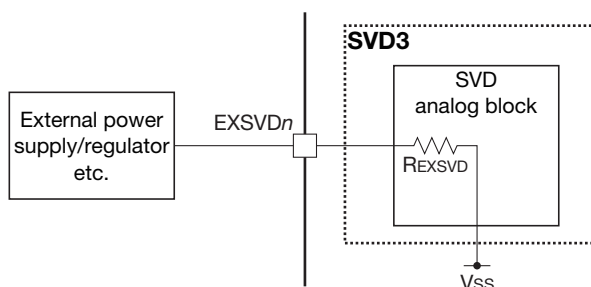 SVD3
SVD
analog block
External power
supply/regulator
etc.
EXSVDn
REXSVD
VSS